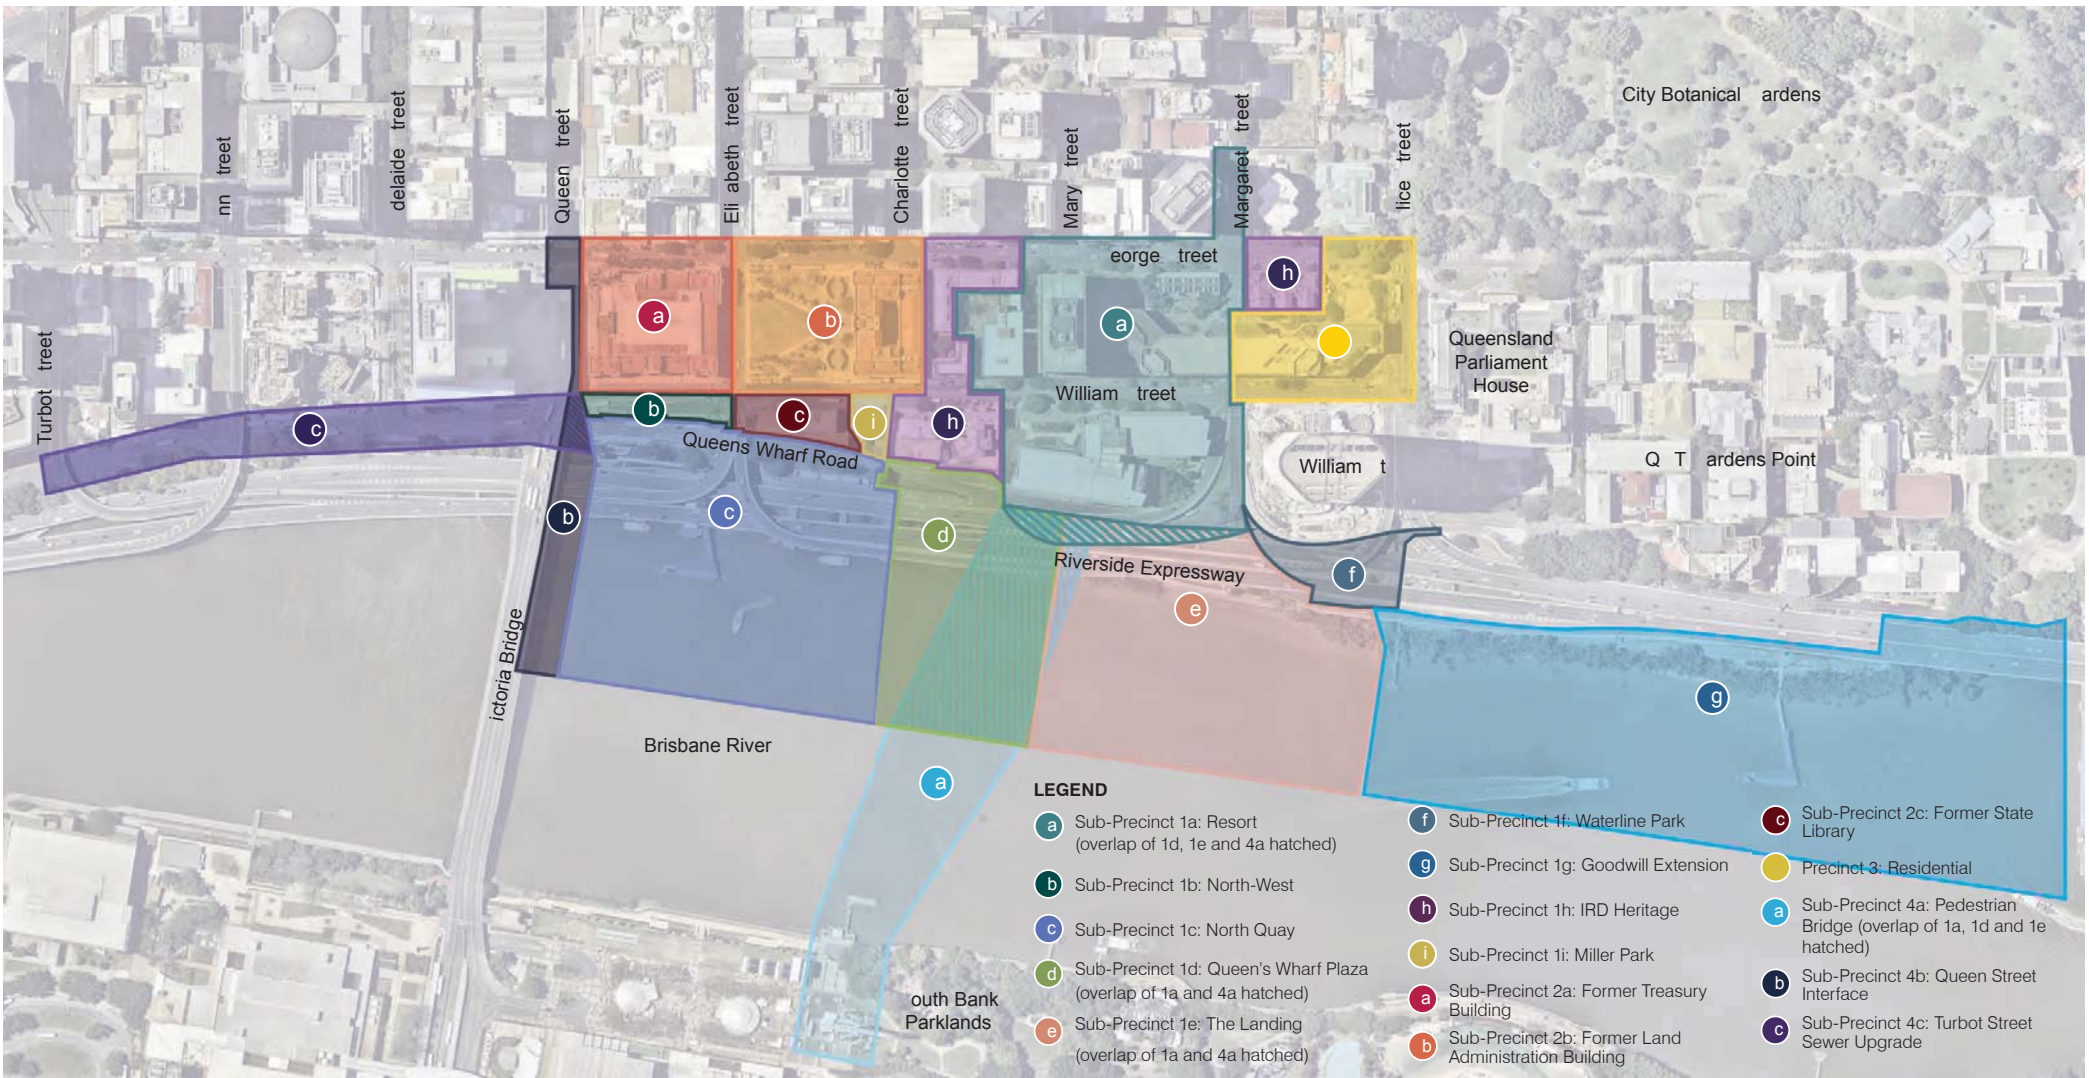 City Botanical ardens
nn treet
delaide treet
Queen treet
Eli abeth treet
Charlotte treet
Mary treet
Margaret treet
lice treet
Turbot treet
eorge treet
h
a
b
a
Queensland
Parliament
House
William treet
b
c
i
h
c
Queens Wharf Road
William t
Q T ardens Point
b
c
d
Riverside Expressway
f
e
ictoria Bridge
g
Brisbane River
a
outh Bank
Parklands
LEGEND
a Sub-Precinct 1a: Resort
(overlap of 1d, 1e and 4a hatched)
b Sub-Precinct 1b: North-West
c Sub-Precinct 1c: North Quay
d Sub-Precinct 1d: Queen's Wharf Plaza
(overlap of 1a and 4a hatched)
e Sub-Precinct 1e: The Landing
(overlap of 1a and 4a hatched)
f Sub-Precinct 1f: Waterline Park
g Sub-Precinct 1g: Goodwill Extension
h Sub-Precinct 1h: IRD Heritage
i Sub-Precinct 1i: Miller Park
a Sub-Precinct 2a: Former Treasury
Building
b Sub-Precinct 2b: Former Land
Administration Building
c Sub-Precinct 2c: Former State
Library
Precinct 3: Residential
a Sub-Precinct 4a: Pedestrian
Bridge (overlap of 1a, 1d and 1e
hatched)
b Sub-Precinct 4b: Queen Street
Interface
c Sub-Precinct 4c: Turbot Street
Sewer Upgrade